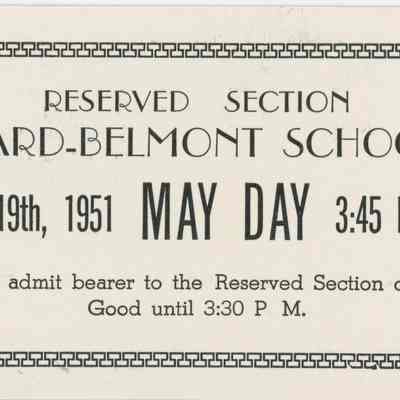 RESERVED SECTION
ARD-BELMONT SCHOO
19th, 1951 MAY DAY 3:45
admit bearer to the Reserved Section
Good until 3:30 P M.